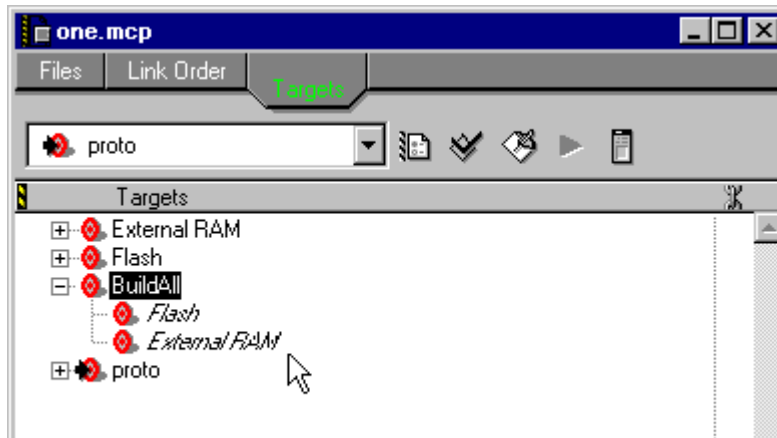 one.mcp
Files Link Order Targets
proto
Targets
External RAM
Flash
BuildAll
Flash
External RAM
proto